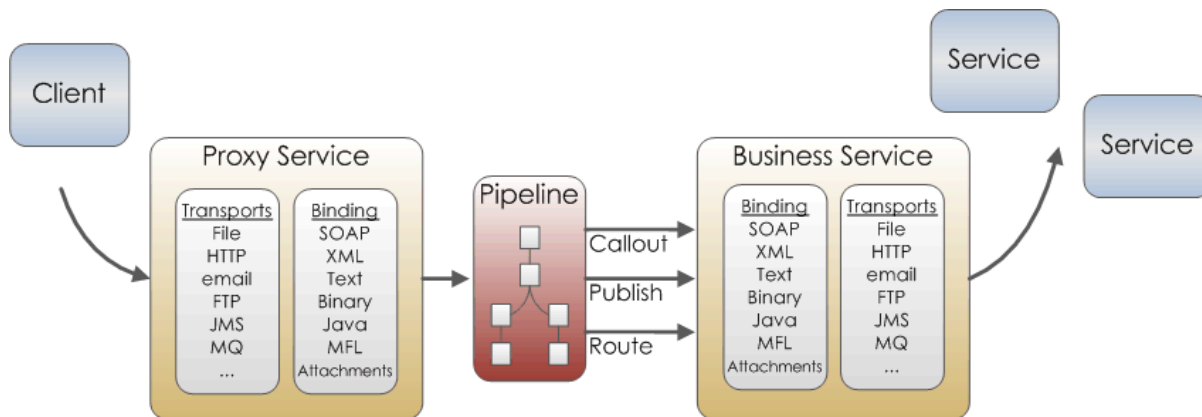 Client
Proxy Service
Transports
File
HTTP
email
FTP
JMS
MQ
...
Binding
SOAP
XML
Text
Binary
Java
MFL
Attachments
Pipeline
Callout
Publish
Route
Business Service
Binding
SOAP
XML
Text
Binary
Java
MFL
Attachments
Transports
File
HTTP
email
FTP
JMS
MQ
...
Service
Service